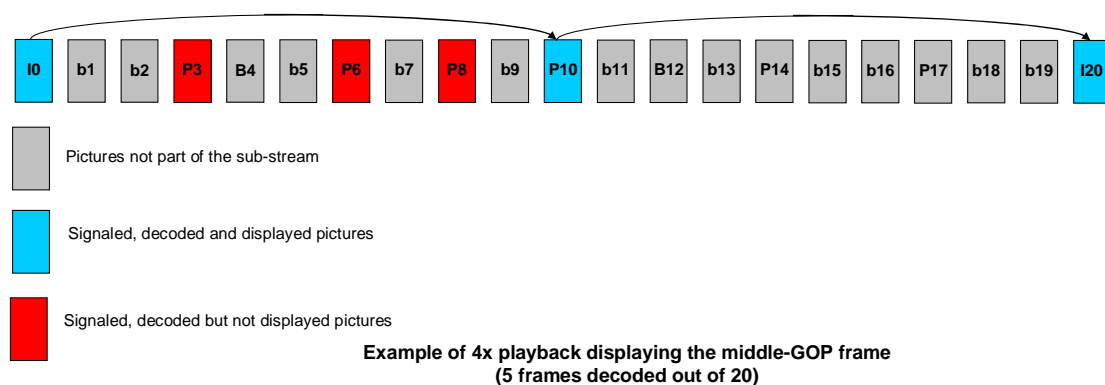 I0 b1 b2 P3 B4 b5 P6 b7 P8 b9 P10 b11 B12 b13 P14 b15 b16 P17 b18 b19 I20
Pictures not part of the sub-stream
Signaled, decoded and displayed pictures
Signaled, decoded but not displayed pictures
Example of 4x playback displaying the middle-GOP frame
(5 frames decoded out of 20)